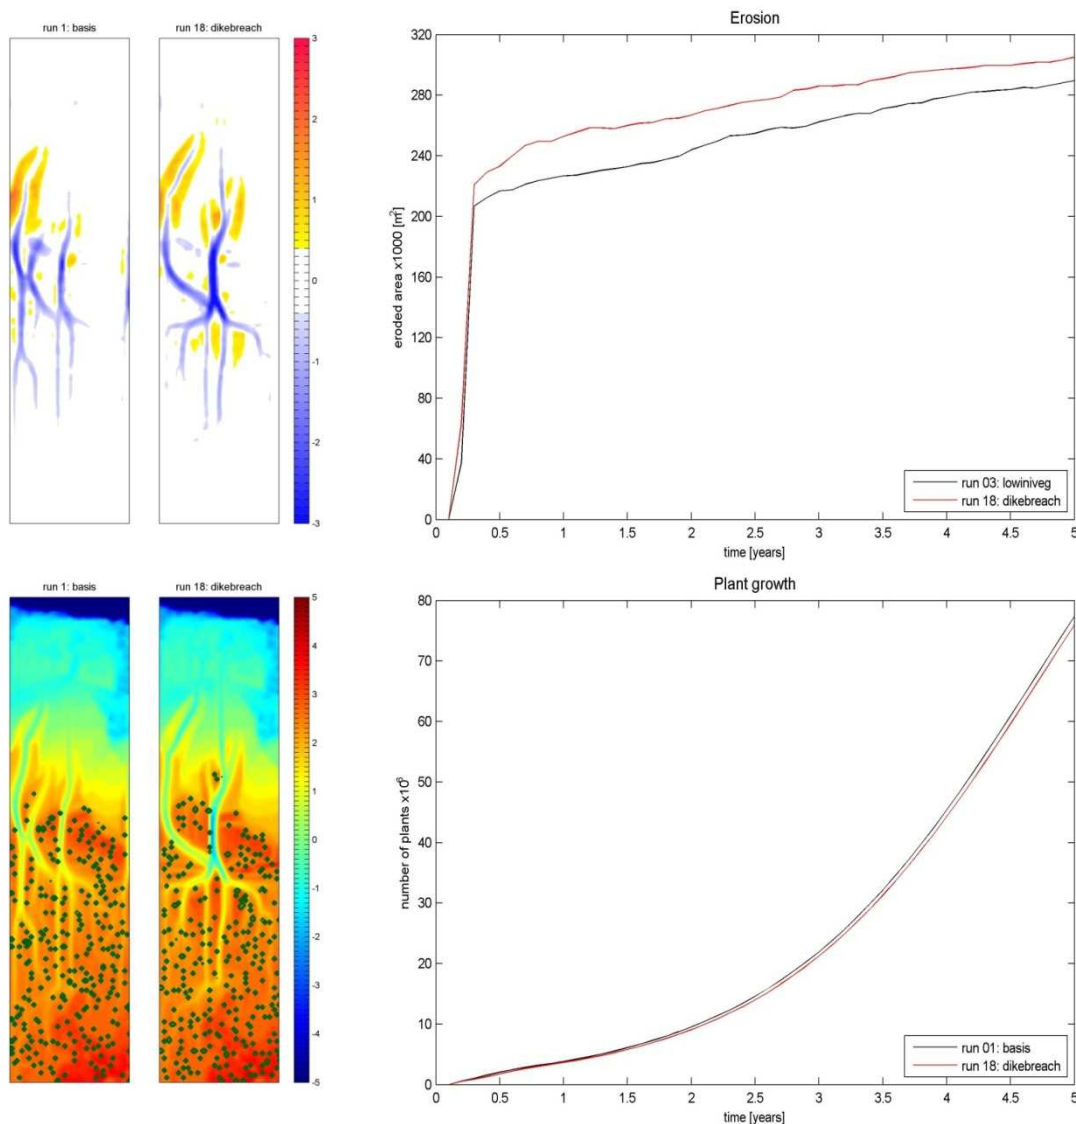 run 1: basis
run 18: dikebreach
3
2
1
0
-1
-2
-3
Erosion
320
280
240
200
160
120
80
40
0
eroded area x1000 [m²]
0 0.5 1 1.5 2 2.5 3 3.5 4 4.5 5
time [years]
run 03: lowiniveg
run 18: dikebreach
run 1: basis
run 18: dikebreach
5
4
3
2
1
0
-1
-2
-3
-4
-5
Plant growth
80
70
60
50
40
30
20
10
0
number of plants x10⁶
0 0.5 1 1.5 2 2.5 3 3.5 4 4.5 5
time [years]
run 01: basis
run 18: dikebreach